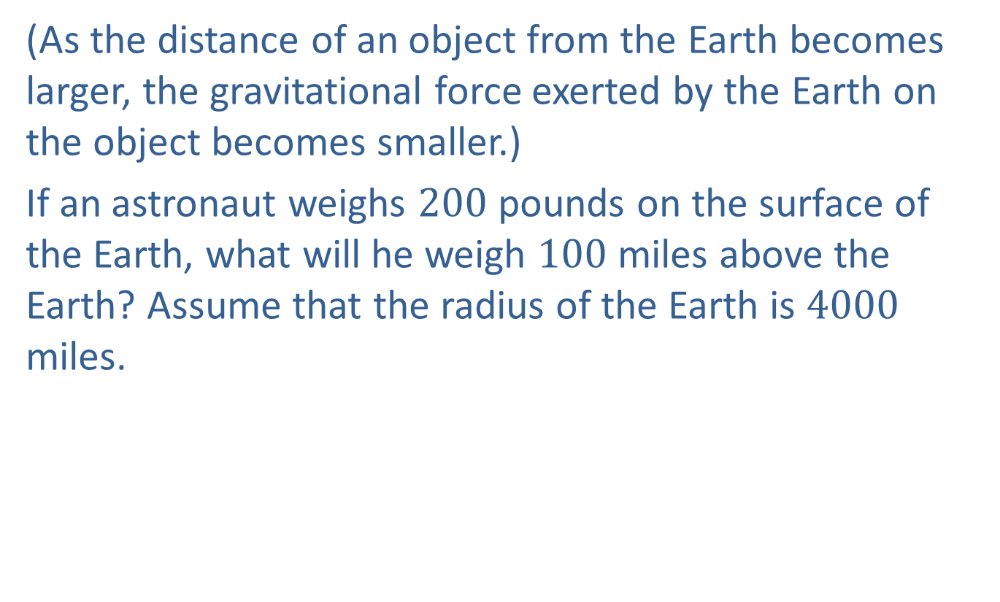 (As the distance of an object from the Earth becomes
larger, the gravitational force exerted by the Earth on
the object becomes smaller.)
If an astronaut weighs 200 pounds on the surface of
the Earth, what will he weigh 100 miles above the
Earth? Assume that the radius of the Earth is 4000
miles.